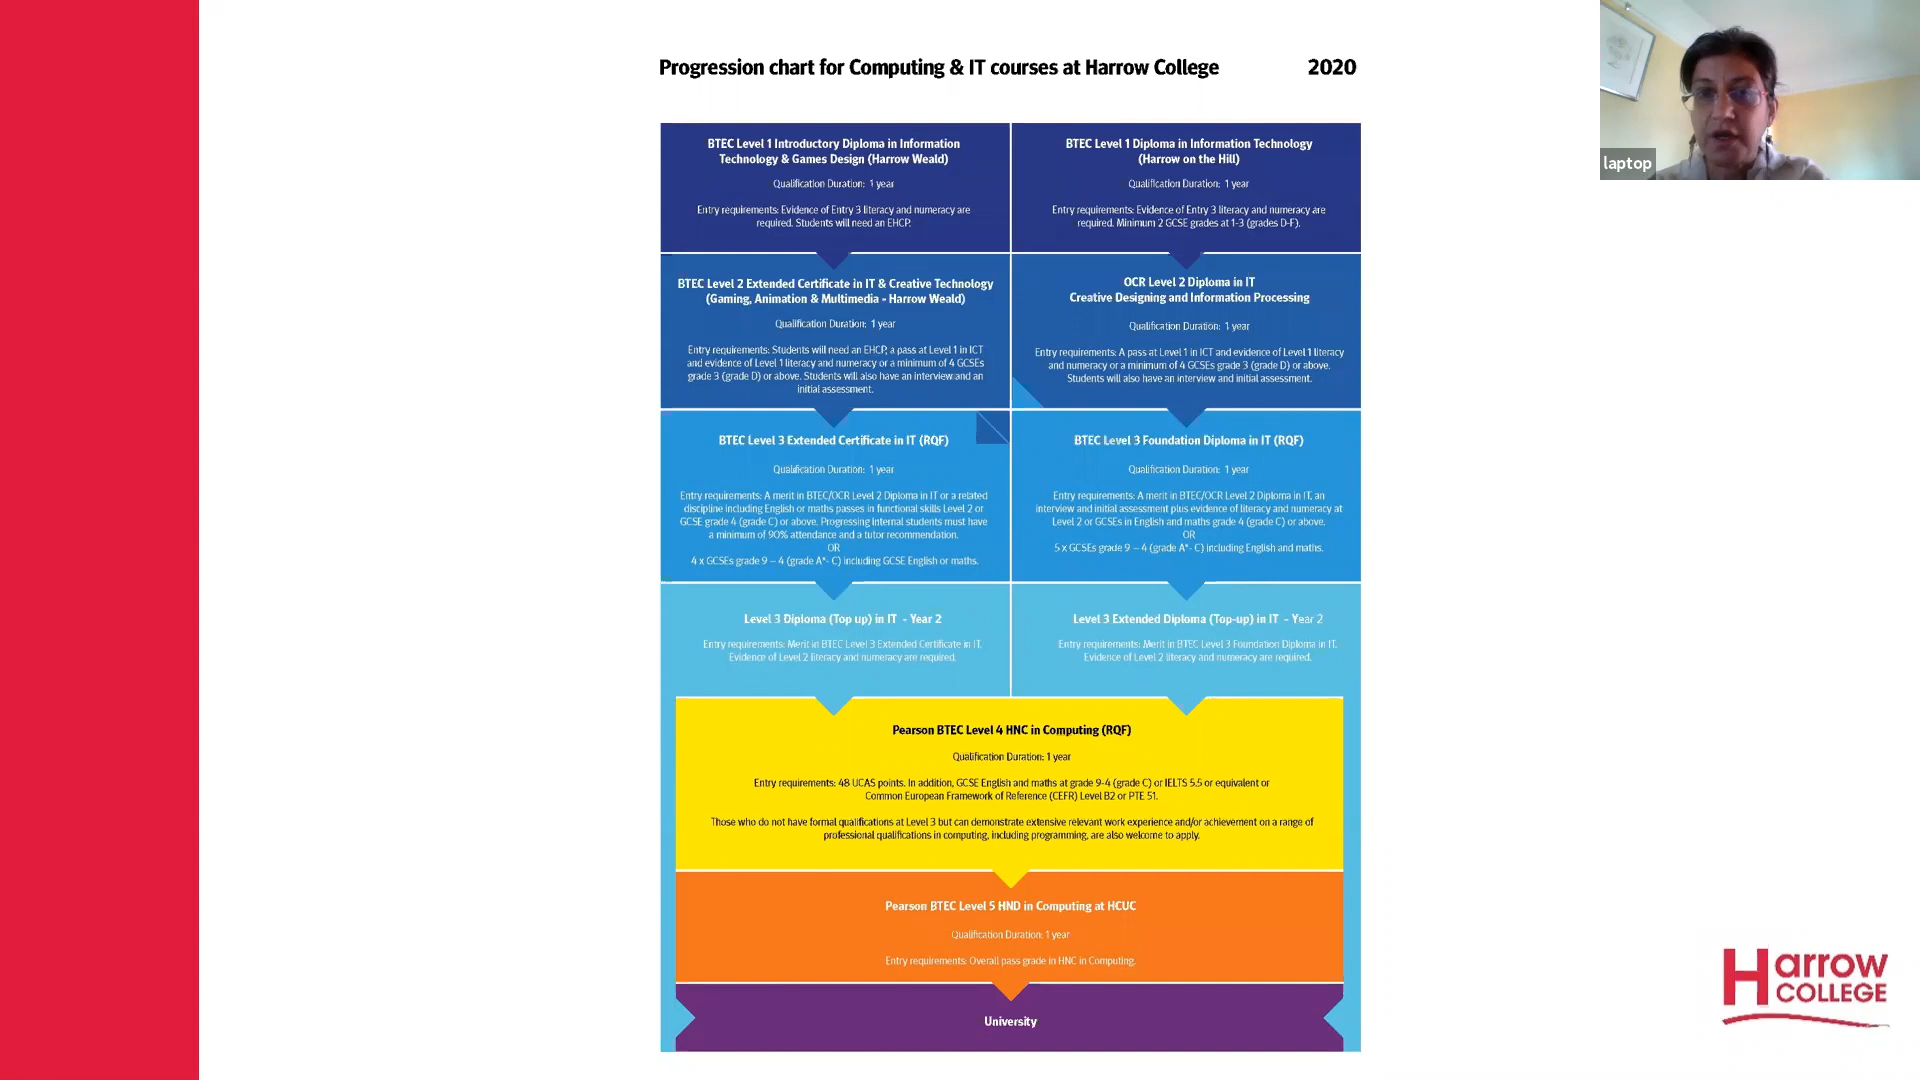 Progression chart for Computing & IT courses at Harrow College 2020
laptop
BTEC Level 1 Introductory Diploma in Information
Technology & Games Design (Harrow Weald)
Qualification Duration: 1 year
Entry requirements: Evidence of Entry 3 literacy and numeracy are
required. Students will need an EHCP.
BTEC Level 1 Diploma in Information Technology
(Harrow on the Hill)
Qualification Duration: 1 year
Entry requirements: Evidence of Entry 3 literacy and numeracy are
required. Minimum 2 GCSE grades at 1-3 (grades D-F).
BTEC Level 2 Extended Certificate in IT & Creative Technology
(Gaming, Animation & Multimedia - Harrow Weald)
Qualification Duration: 1 year
Entry requirements: Students will need an EHCP, a pass at Level 1 in ICT
and evidence of Level 1 literacy and numeracy or a minimum of 4 GCSEs
grade 3 (grade D) or above. Students will also have an interview and an
initial assessment.
OCR Level 2 Diploma in IT
Creative Designing and Information Processing
Qualification Duration: 1 year
Entry requirements: A pass at Level 1 in ICT and evidence of Level 1 literacy
and numeracy or a minimum of 4 GCSEs grade 3 (grade D) or above.
Students will also have an interview and initial assessment.
BTEC Level 3 Extended Certificate in IT (RQF)
Qualification Duration: 1 year
Entry requirements: A merit in BTEC/OCR Level 2 Diploma in IT or a related
discipline including English or maths passes in functional skills Level 2 or
GCSE grade 4 (grade C) or above. Progressing internal students must have
a minimum of 90% attendance and a tutor recommendation.
OR
4 x GCSEs grade 9 – 4 (grade A*- C) including GCSE English or maths.
BTEC Level 3 Foundation Diploma in IT (RQF)
Qualification Duration: 1 year
Entry requirements: A merit in BTEC/OCR Level 2 Diploma in IT, an
interview and initial assessment plus evidence of literacy and numeracy at
Level 2 or GCSEs in English and maths grade 4 (grade C) or above.
OR
5 x GCSEs grade 9 – 4 (grade A*- C) including English and maths.
Level 3 Diploma (Top up) in IT - Year 2
Entry requirements: Merit in BTEC Level 3 Extended Certificate in IT.
Evidence of Level 2 literacy and numeracy are required.
Level 3 Extended Diploma (Top-up) in IT - Year 2
Entry requirements: Merit in BTEC Level 3 Foundation Diploma in IT.
Evidence of Level 2 literacy and numeracy are required.
Pearson BTEC Level 4 HNC in Computing (RQF)
Qualification Duration: 1 year
Entry requirements: 48 UCAS points. In addition, GCSE English and maths at grade 9-4 (grade C) or IELTS 5.5 or equivalent or
Common European Framework of Reference (CEFR) Level B2 or PTE 51.
Those who do not have formal qualifications at Level 3 but can demonstrate extensive relevant work experience and/or achievement on a range of
professional qualifications in computing, including programming, are also welcome to apply.
Pearson BTEC Level 5 HND in Computing at HCUC
Qualification Duration: 1 year
Entry requirements: Overall pass grade in HNC in Computing.
University
Harrow
COLLEGE